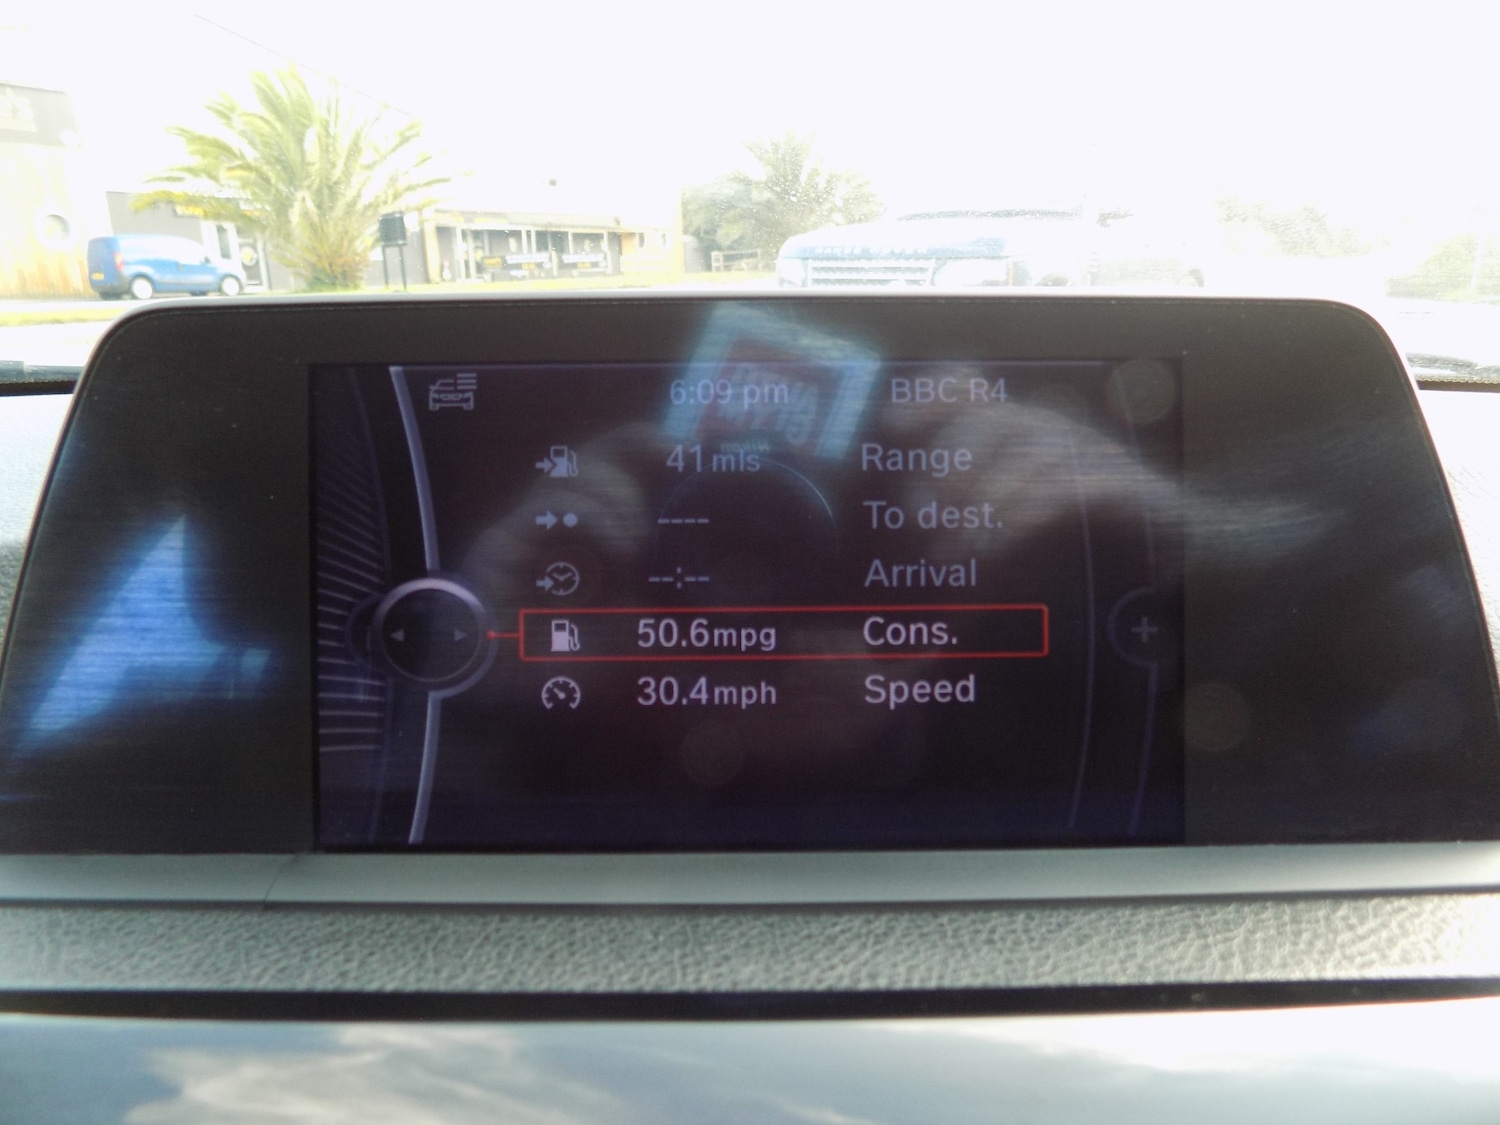 6:09 pm BBC R4
41 mls Range
---- To dest.
--:-- Arrival
50.6mpg Cons.
30.4mph Speed